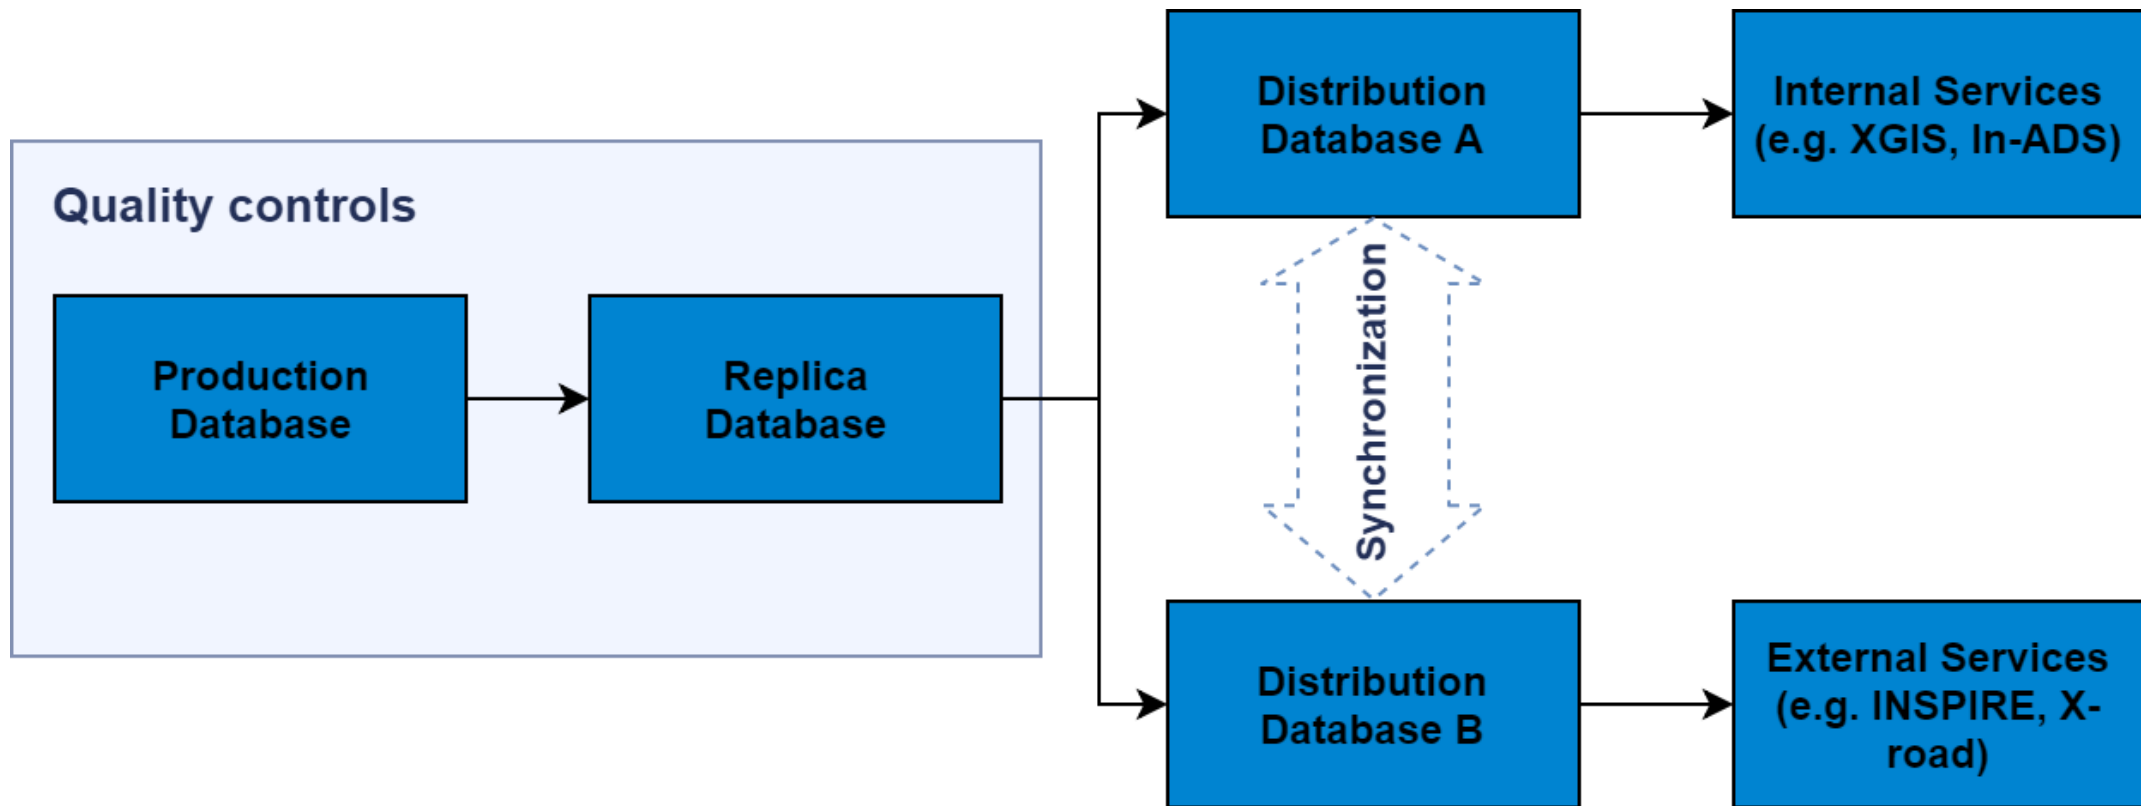 Quality controls
Production
Database
Replica
Database
Distribution
Database A
Internal Services
(e.g. XGIS, In-ADS)
Synchronization
Distribution
Database B
External Services
(e.g. INSPIRE, X-
road)